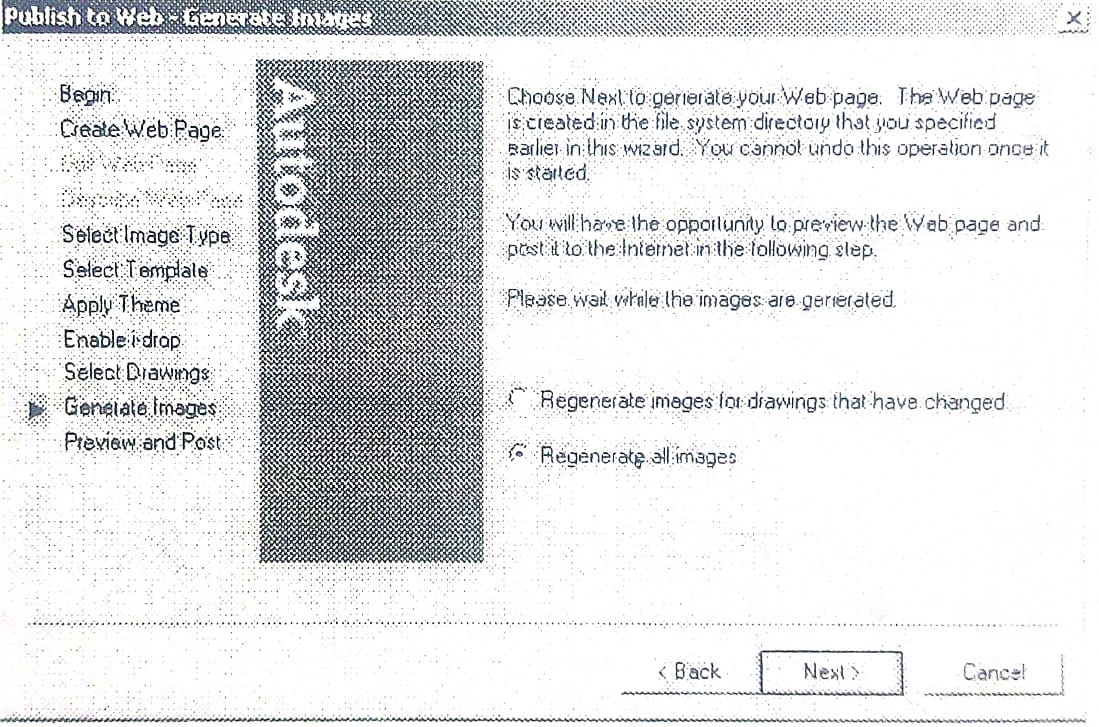 Publish to Web - Generate Images
Begin
Create Web Page
Edit Web Page
Describe Web Page
Select Image Type
Select Template
Apply Theme
Enable i-drop
Select Drawings
Generate Images
Preview and Post
Autodesk
Choose Next to generate your Web page. The Web page
is created in the file system directory that you specified
earlier in this wizard. You cannot undo this operation once it
is started.
You will have the opportunity to preview the Web page and
post it to the Internet in the following step.
Please wait while the images are generated.
Regenerate images for drawings that have changed
Regenerate all images
< Back
Next >
Cancel